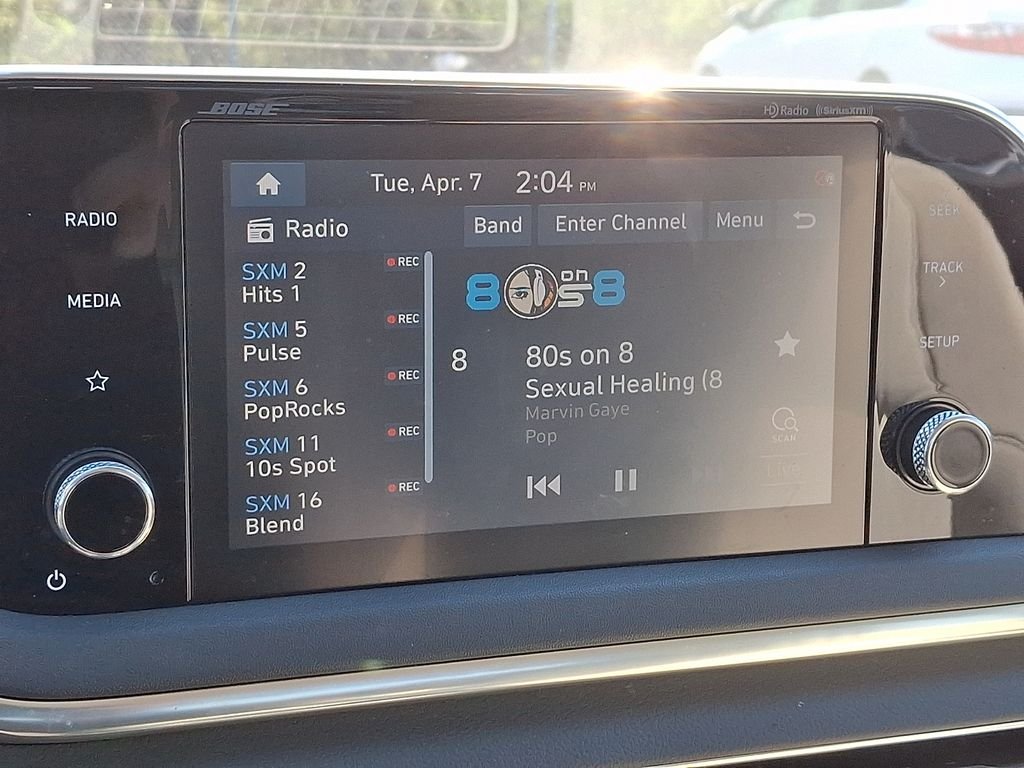 BOSE
HD Radio ((SiriusXM))
RADIO
MEDIA
Tue, Apr. 7 2:04 PM
Radio
Band Enter Channel Menu
SXM 2 REC
Hits 1
SXM 5 REC
Pulse
SXM 6 REC
PopRocks
SXM 11 REC
10s Spot
SXM 16 REC
Blend
80s on 8
8 80s on 8
Sexual Healing (8
Marvin Gaye
Pop
SCAN
Live
SEEK
TRACK
SETUP